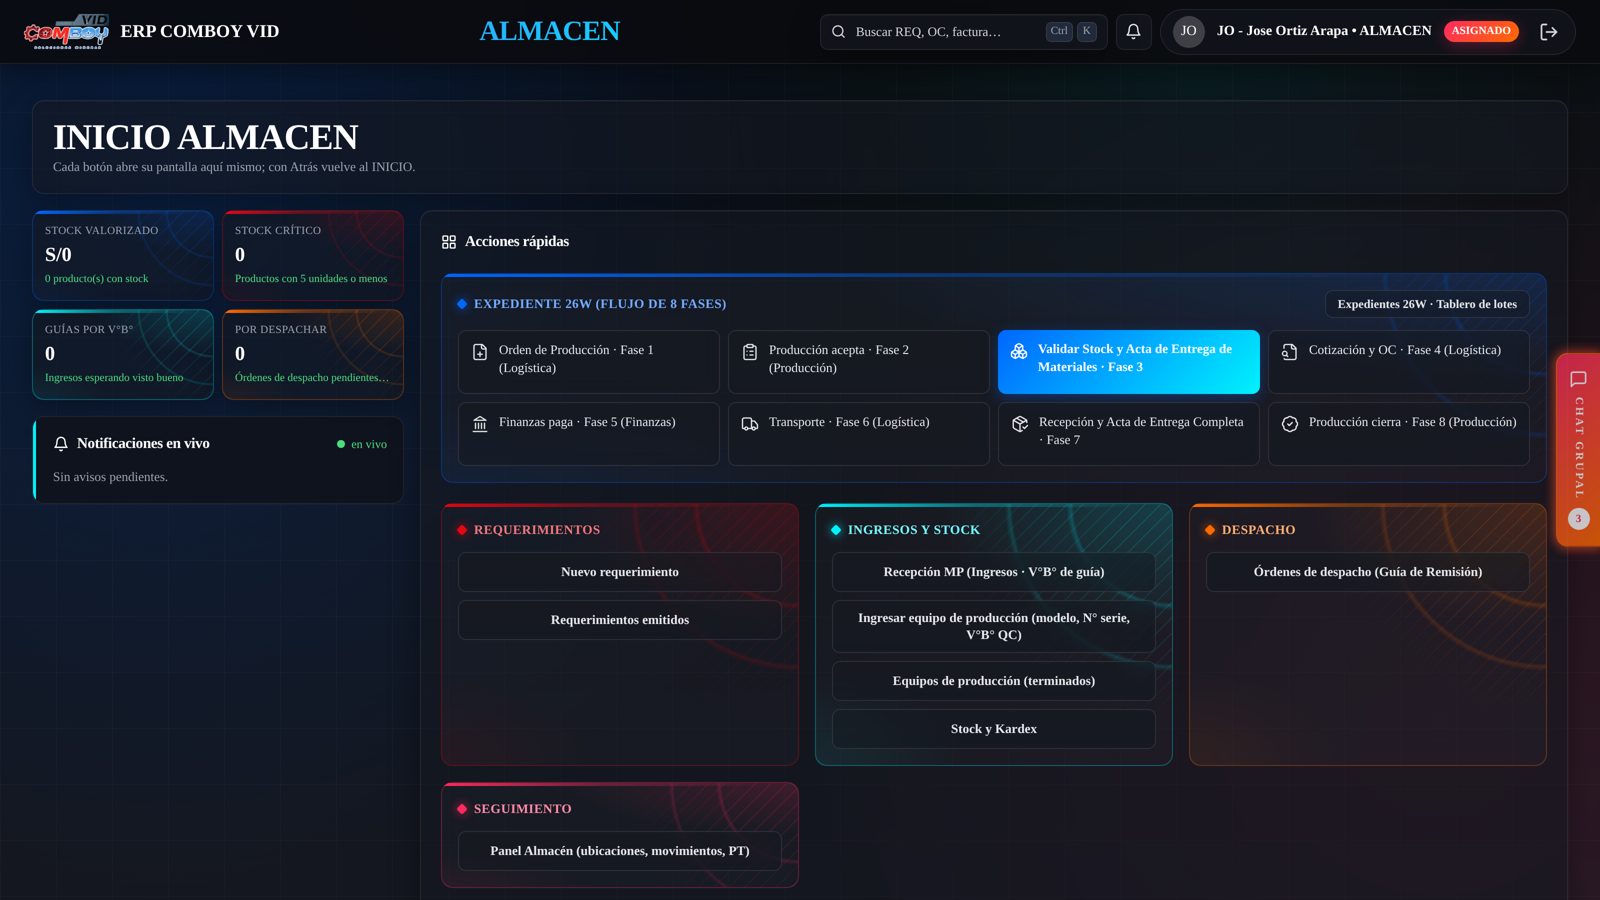 VID
COMBOY
ERP COMBOY VID
ALMACEN
Buscar REQ, OC, factura…
Ctrl
K
JO
JO - Jose Ortiz Arapa • ALMACEN
ASIGNADO
INICIO ALMACEN
Cada botón abre su pantalla aquí mismo; con Atrás vuelve al INICIO.
STOCK VALORIZADO
S/0
0 producto(s) con stock
STOCK CRÍTICO
0
Productos con 5 unidades o menos
GUÍAS POR V°B°
0
Ingresos esperando visto bueno
POR DESPACHAR
0
Órdenes de despacho pendientes…
Notificaciones en vivo
en vivo
Sin avisos pendientes.
Acciones rápidas
EXPEDIENTE 26W (FLUJO DE 8 FASES)
Expedientes 26W · Tablero de lotes
Orden de Producción · Fase 1
(Logística)
Producción acepta · Fase 2
(Producción)
Validar Stock y Acta de Entrega de
Materiales · Fase 3
Cotización y OC · Fase 4 (Logística)
Finanzas paga · Fase 5 (Finanzas)
Transporte · Fase 6 (Logística)
Recepción y Acta de Entrega Completa
· Fase 7
Producción cierra · Fase 8 (Producción)
REQUERIMIENTOS
Nuevo requerimiento
Requerimientos emitidos
INGRESOS Y STOCK
Recepción MP (Ingresos · V°B° de guía)
Ingresar equipo de producción (modelo, N° serie,
V°B° QC)
Equipos de producción (terminados)
Stock y Kardex
DESPACHO
Órdenes de despacho (Guía de Remisión)
SEGUIMIENTO
Panel Almacén (ubicaciones, movimientos, PT)
CHAT GRUPAL
3